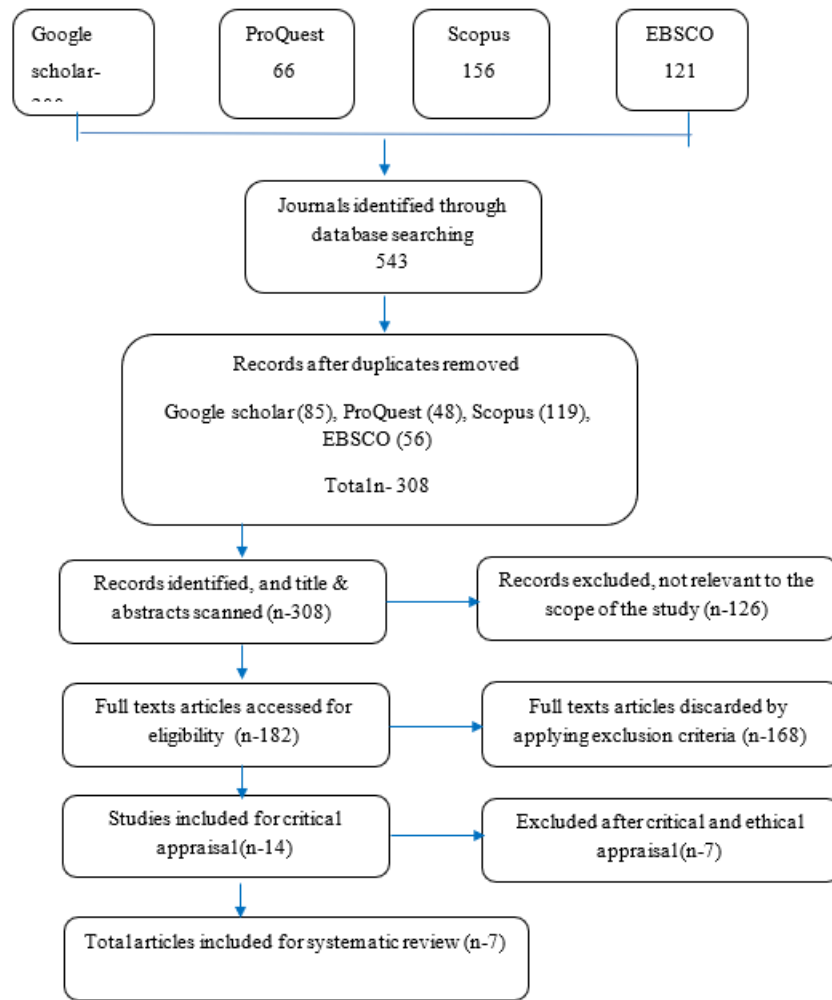 Google
scholar-
ProQuest
66
Scopus
156
EBSCO
121
Journals identified through
database searching
543
Records after duplicates removed
Google scholar (85), ProQuest (48), Scopus (119),
EBSCO (56)
Total n- 308
Records identified, and title &
abstracts scanned (n-308)
Records excluded, not relevant to the
scope of the study (n-126)
Full texts articles accessed for
eligibility (n-182)
Full texts articles discarded by
applying exclusion criteria (n-168)
Studies included for critical
appraisal (n-14)
Excluded after critical and ethical
appraisal (n-7)
Total articles included for systematic review (n-7)